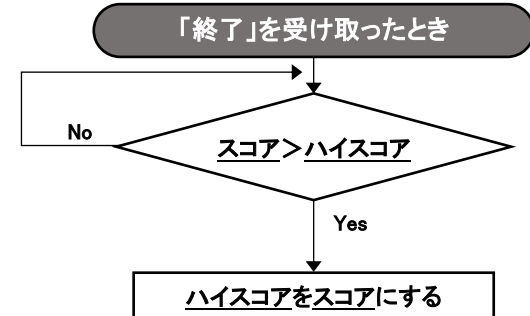 「終了」を受け取ったとき
No
スコア＞ハイスコア
Yes
ハイスコアをスコアにする